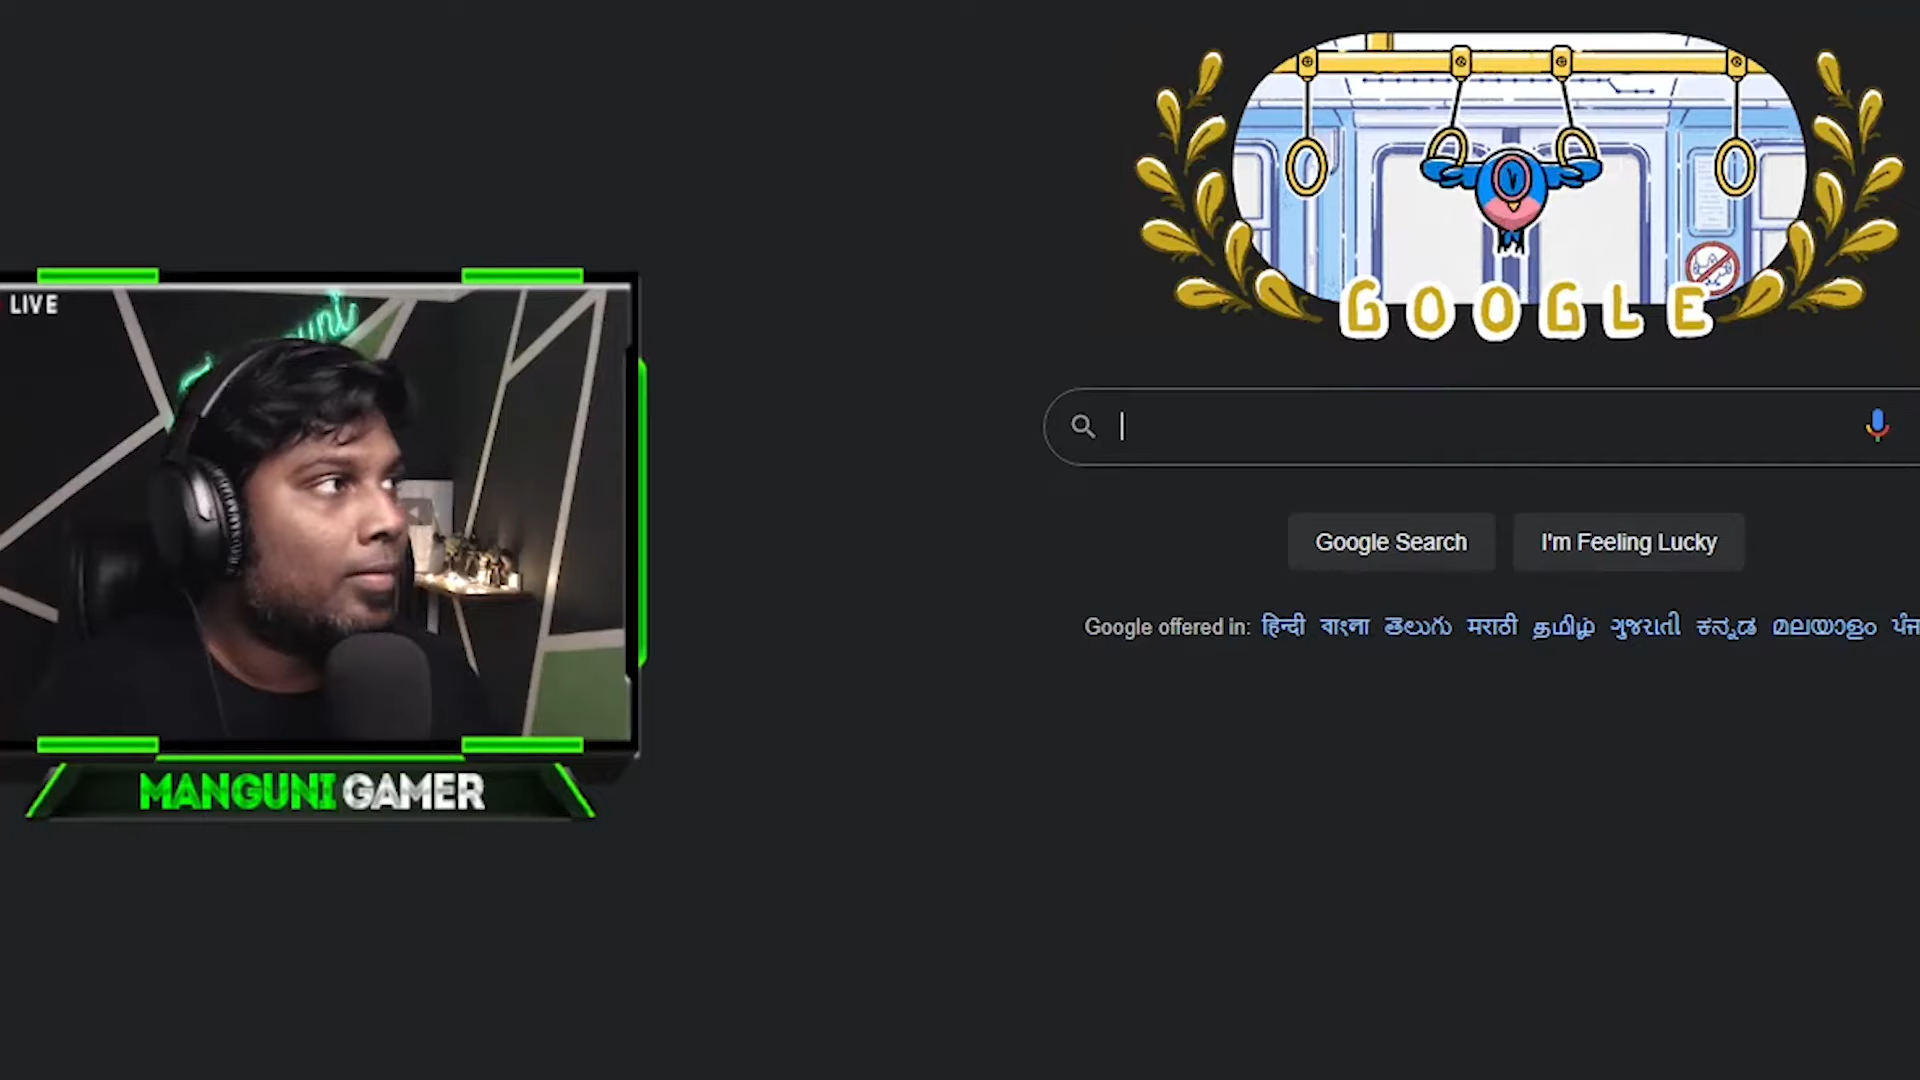 GOOGLE
LIVE
Google Search I'm Feeling Lucky
Google offered in: हिन्दी বাংলা తెలుగు मराठी தமிழ் ગુજરાતી ಕನ್ನಡ മലയാളം
MANGUNI GAMER